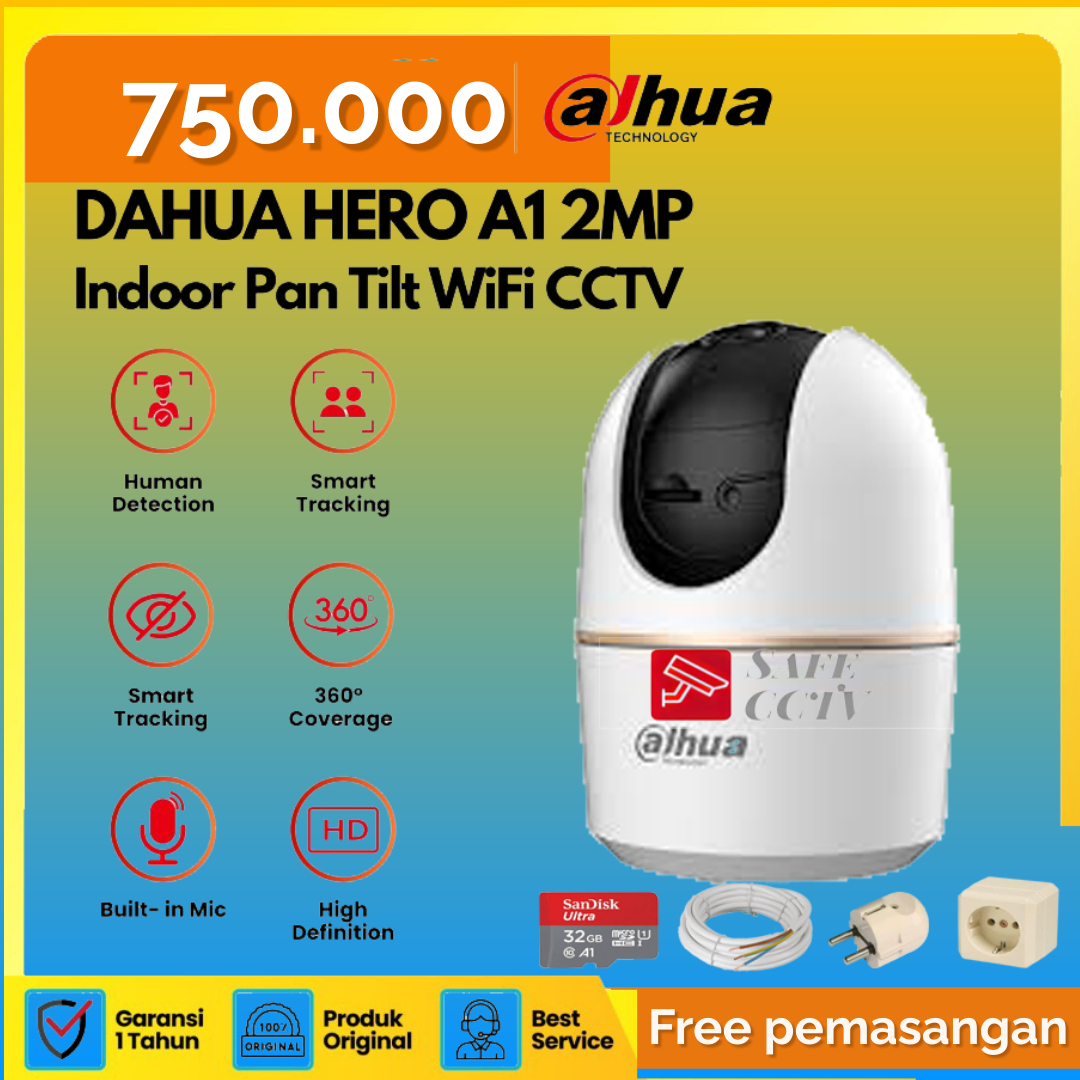 750.000
alhua
TECHNOLOGY
DAHUA HERO A1 2MP
Indoor Pan Tilt WiFi CCTV
Human
Detection
Smart
Tracking
Smart
Tracking
360°
360°
Coverage
Built- in Mic
HD
High
Definition
SAFE
CCTV
alhua
SanDisk
Ultra
32GB
microSD
HC I
A1
Garansi
1 Tahun
100%
ORIGINAL
Produk
Original
Best
Service
Free pemasangan